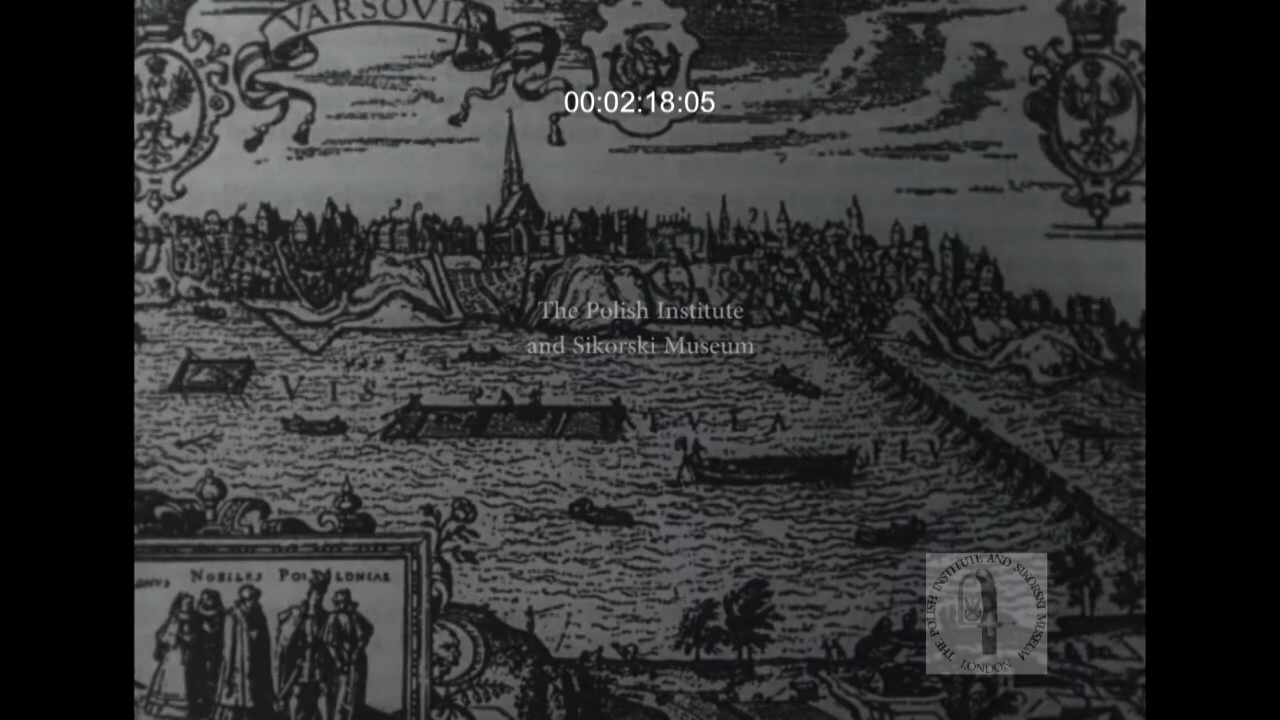 VARSOVIA
00:02:18:05
The Polish Institute
and Sikorski Museum
VIS TVLA FLV VIV
NOBILES POLONIAE
THE POLISH INSTITUTE AND SIKORSKI MUSEUM
LONDON